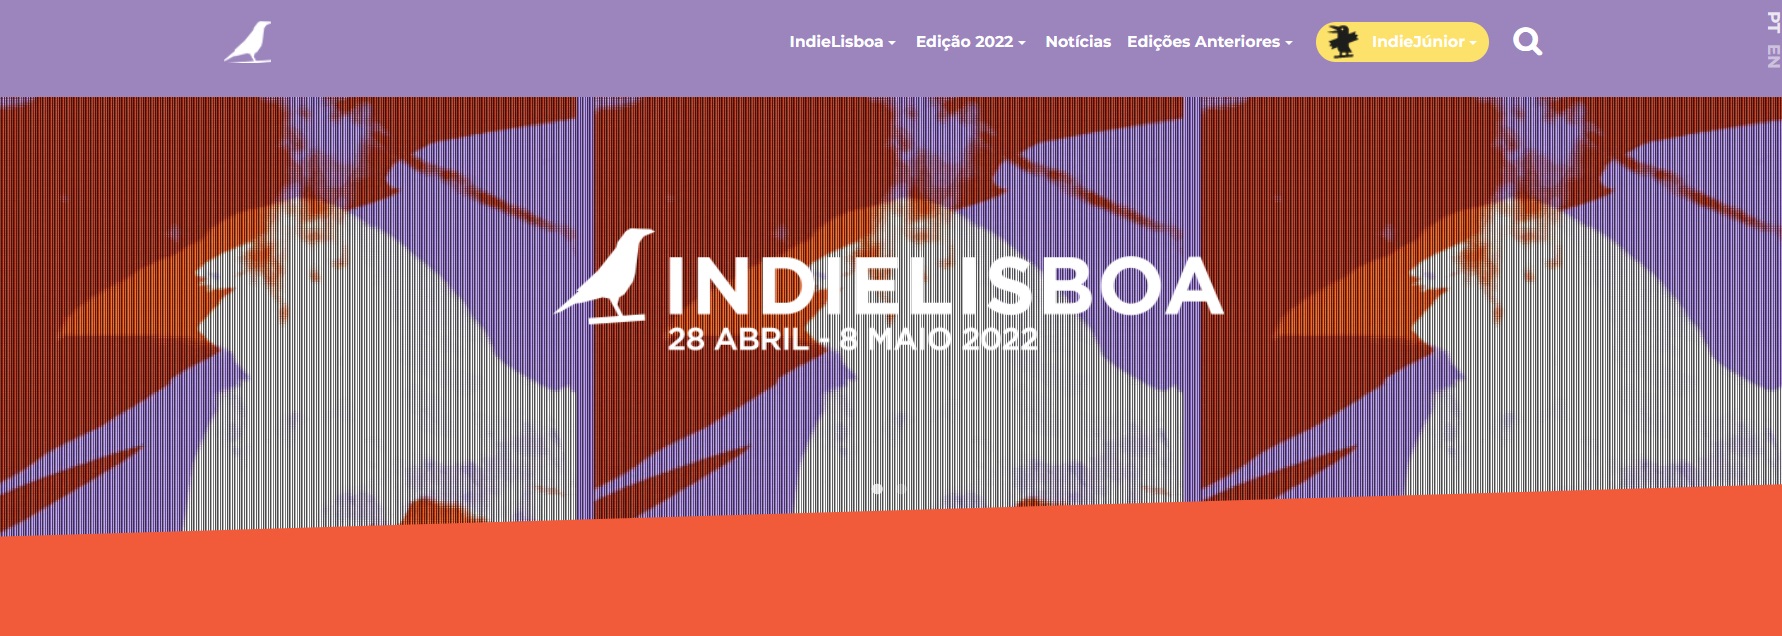 IndieLisboa
Edição 2022
Notícias
Edições Anteriores
IndieJúnior
PT EN
INDIELISBOA
28 ABRIL - 8 MAIO 2022